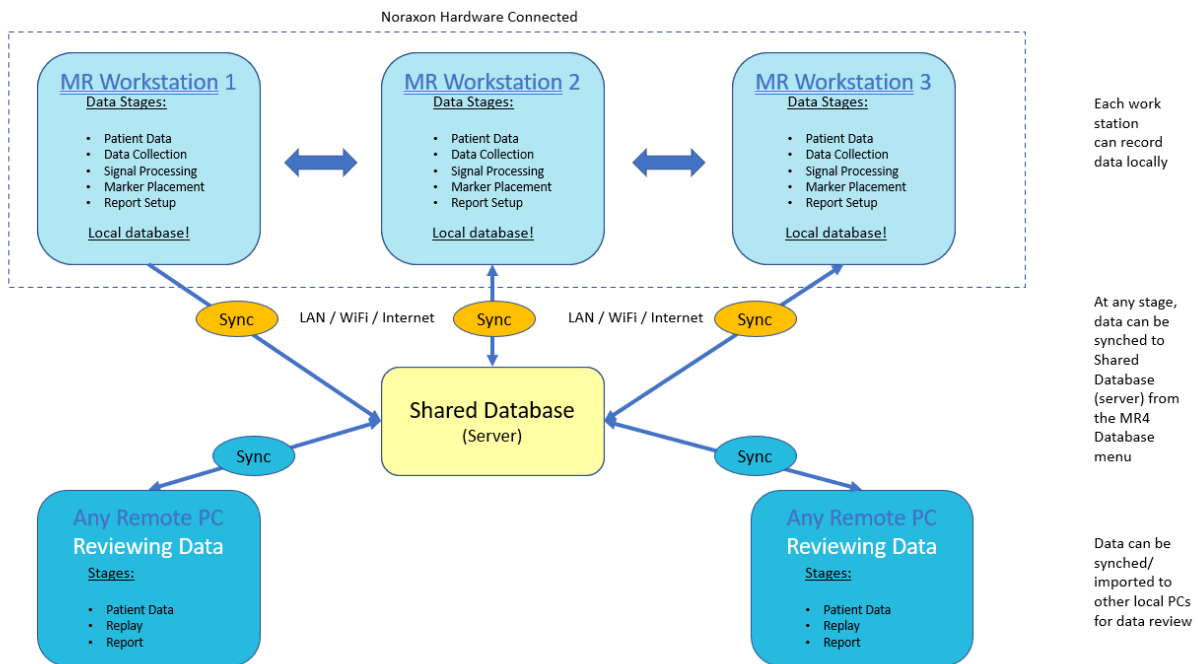 Noraxon Hardware Connected
MR Workstation 1
Data Stages:
• Patient Data
• Data Collection
• Signal Processing
• Marker Placement
• Report Setup
Local database!
MR Workstation 2
Data Stages:
• Patient Data
• Data Collection
• Signal Processing
• Marker Placement
• Report Setup
Local database!
MR Workstation 3
Data Stages:
• Patient Data
• Data Collection
• Signal Processing
• Marker Placement
• Report Setup
Local database!
Each work
station
can record
data locally
Sync
LAN / WiFi / Internet
Sync
LAN / WiFi / Internet
Sync
At any stage,
data can be
synched to
Shared
Database
(server) from
the MR4
Database
menu
Shared Database
(Server)
Sync
Sync
Any Remote PC
Reviewing Data
Stages:
• Patient Data
• Replay
• Report
Any Remote PC
Reviewing Data
Stages:
• Patient Data
• Replay
• Report
Data can be
synched/
imported to
other local PCs
for data review